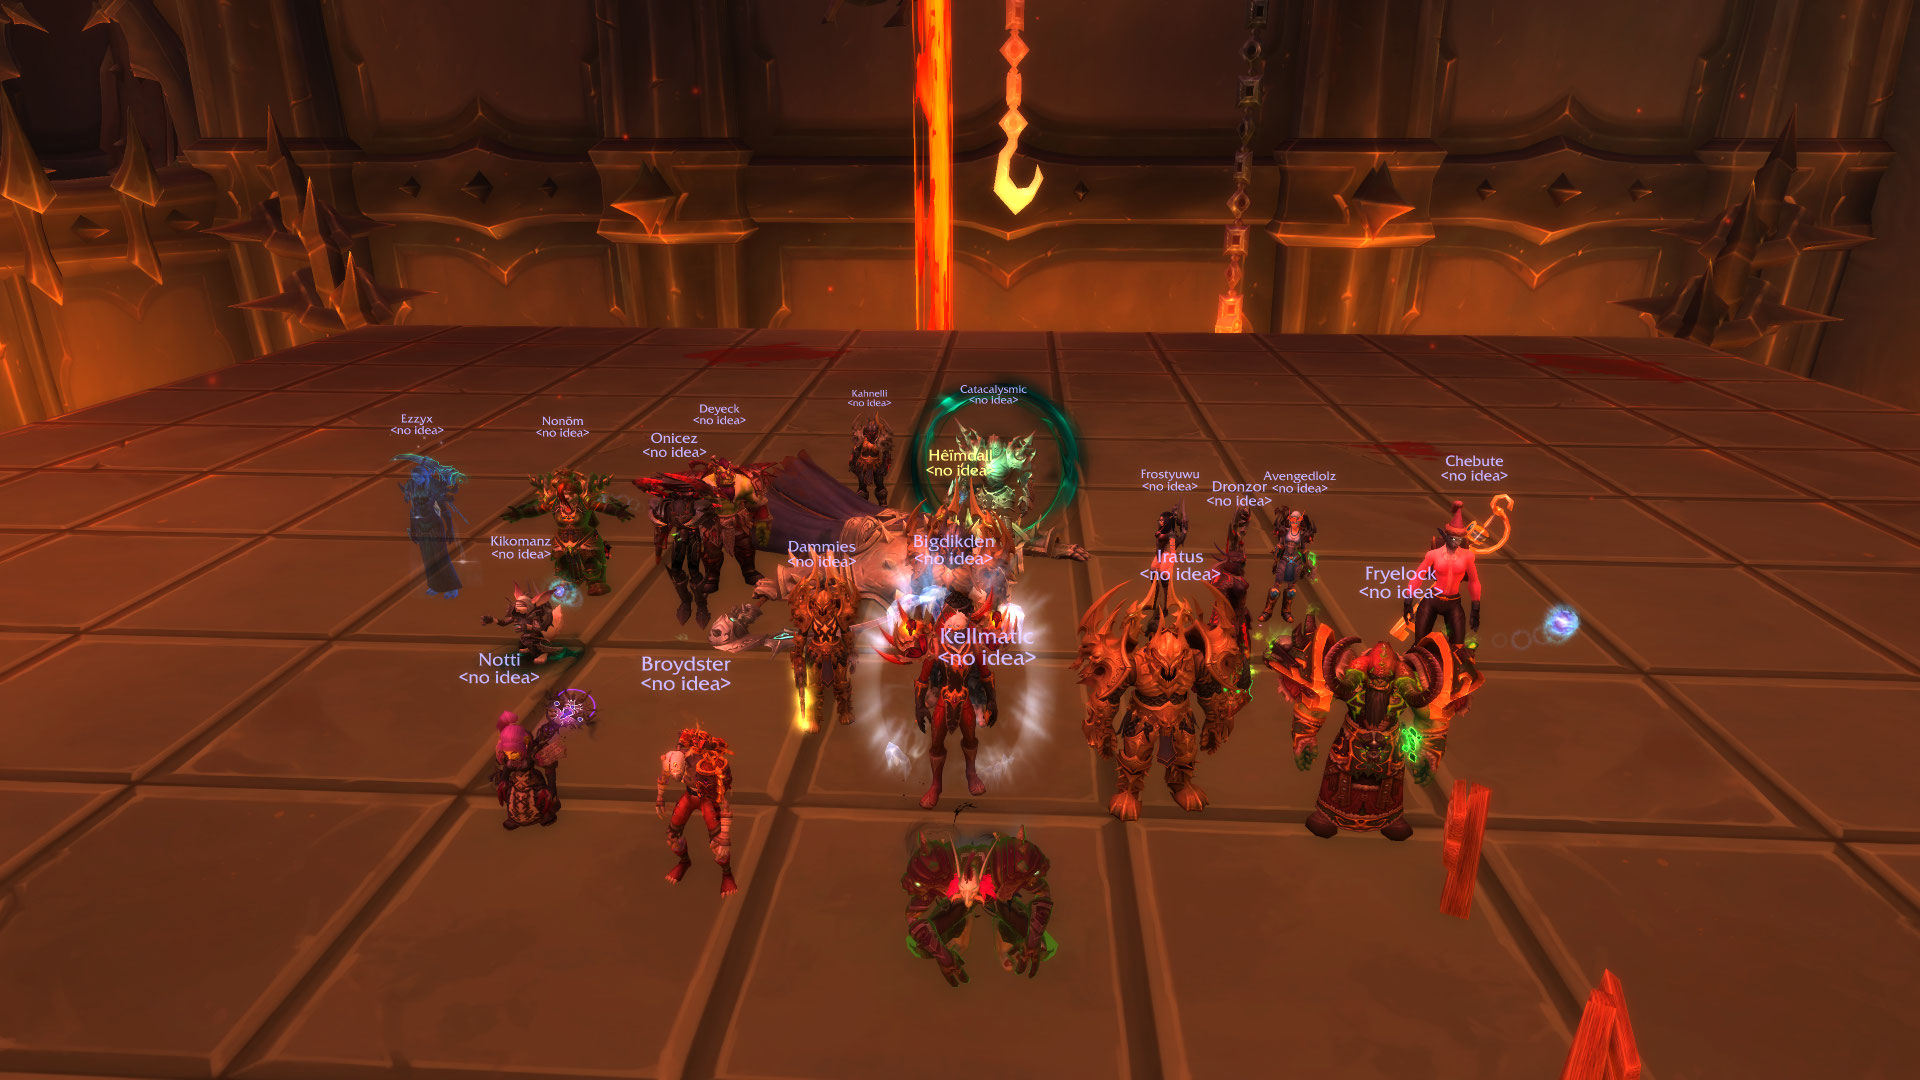 Kahnelli
<no idea>
Catacalysmic
<no idea>
Deyeck
<no idea>
Ezzyx
<no idea>
Nonöm
<no idea>
Onicez
<no idea>
Hêïmdall
<no idea>
Chebute
<no idea>
Frostyuwu
<no idea>
Avengedlolz
<no idea>
Dronzor
<no idea>
Kikomanz
<no idea>
Dammies
<no idea>
Bigdikden
<no idea>
Iratus
<no idea>
Fryelock
<no idea>
Kellmatic
<no idea>
Notti
<no idea>
Broydster
<no idea>